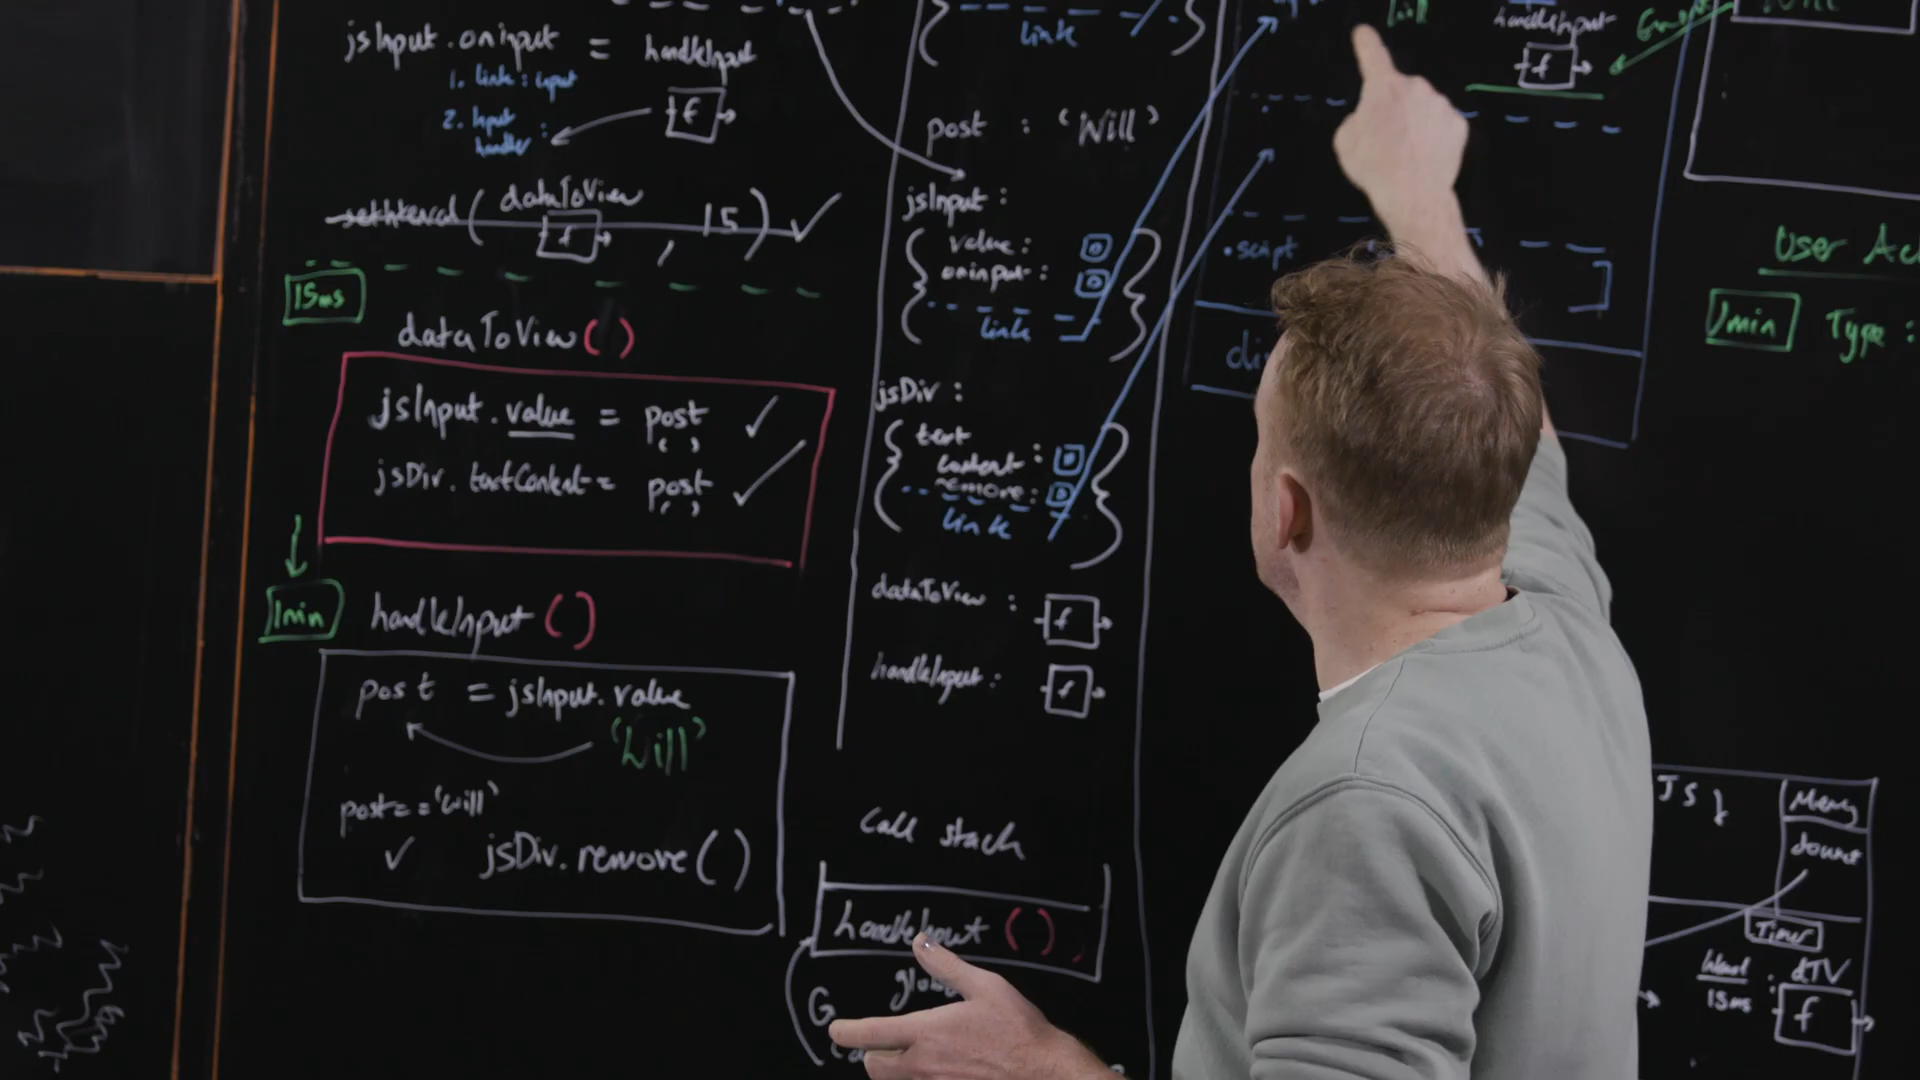 jsInput.oninput = handleInput
1. link: input
2. Input handler :
f
setInterval( dataToView , 15) ✓
f
15ms
dataToView()
jsInput.value = post ✓
jsDiv.textContent = post ✓
1min
handleInput()
post = jsInput.value
'Will'
post == 'Will'
✓ jsDiv.remove()
link
post : 'Will'
jsInput :
value :
oninput :
link
jsDiv :
text content :
remove :
link
dataToView : f
handleInput : f
Call stack
handleInput()
G
handleInput
f
• script
User Ac
1min Type :
JS }
Timer
15ms : dTV
f